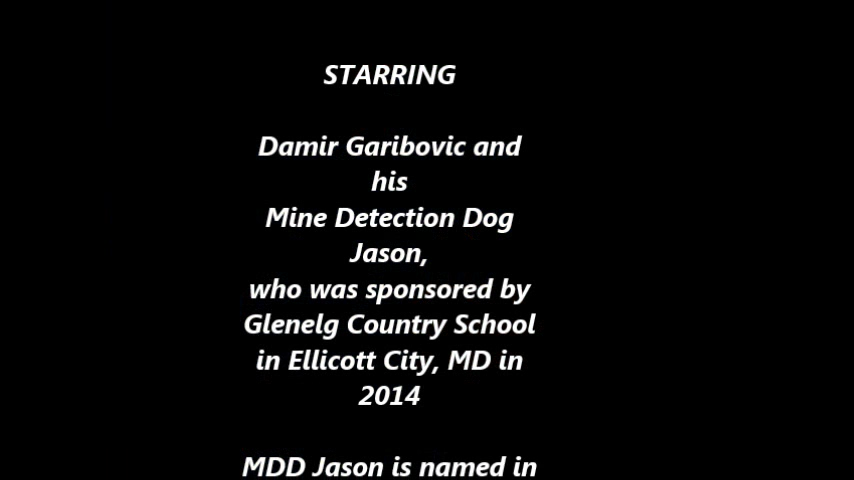 STARRING
Damir Garibovic and
his
Mine Detection Dog
Jason,
who was sponsored by
Glenelg Country School
in Ellicott City, MD in
2014
MDD Jason is named in